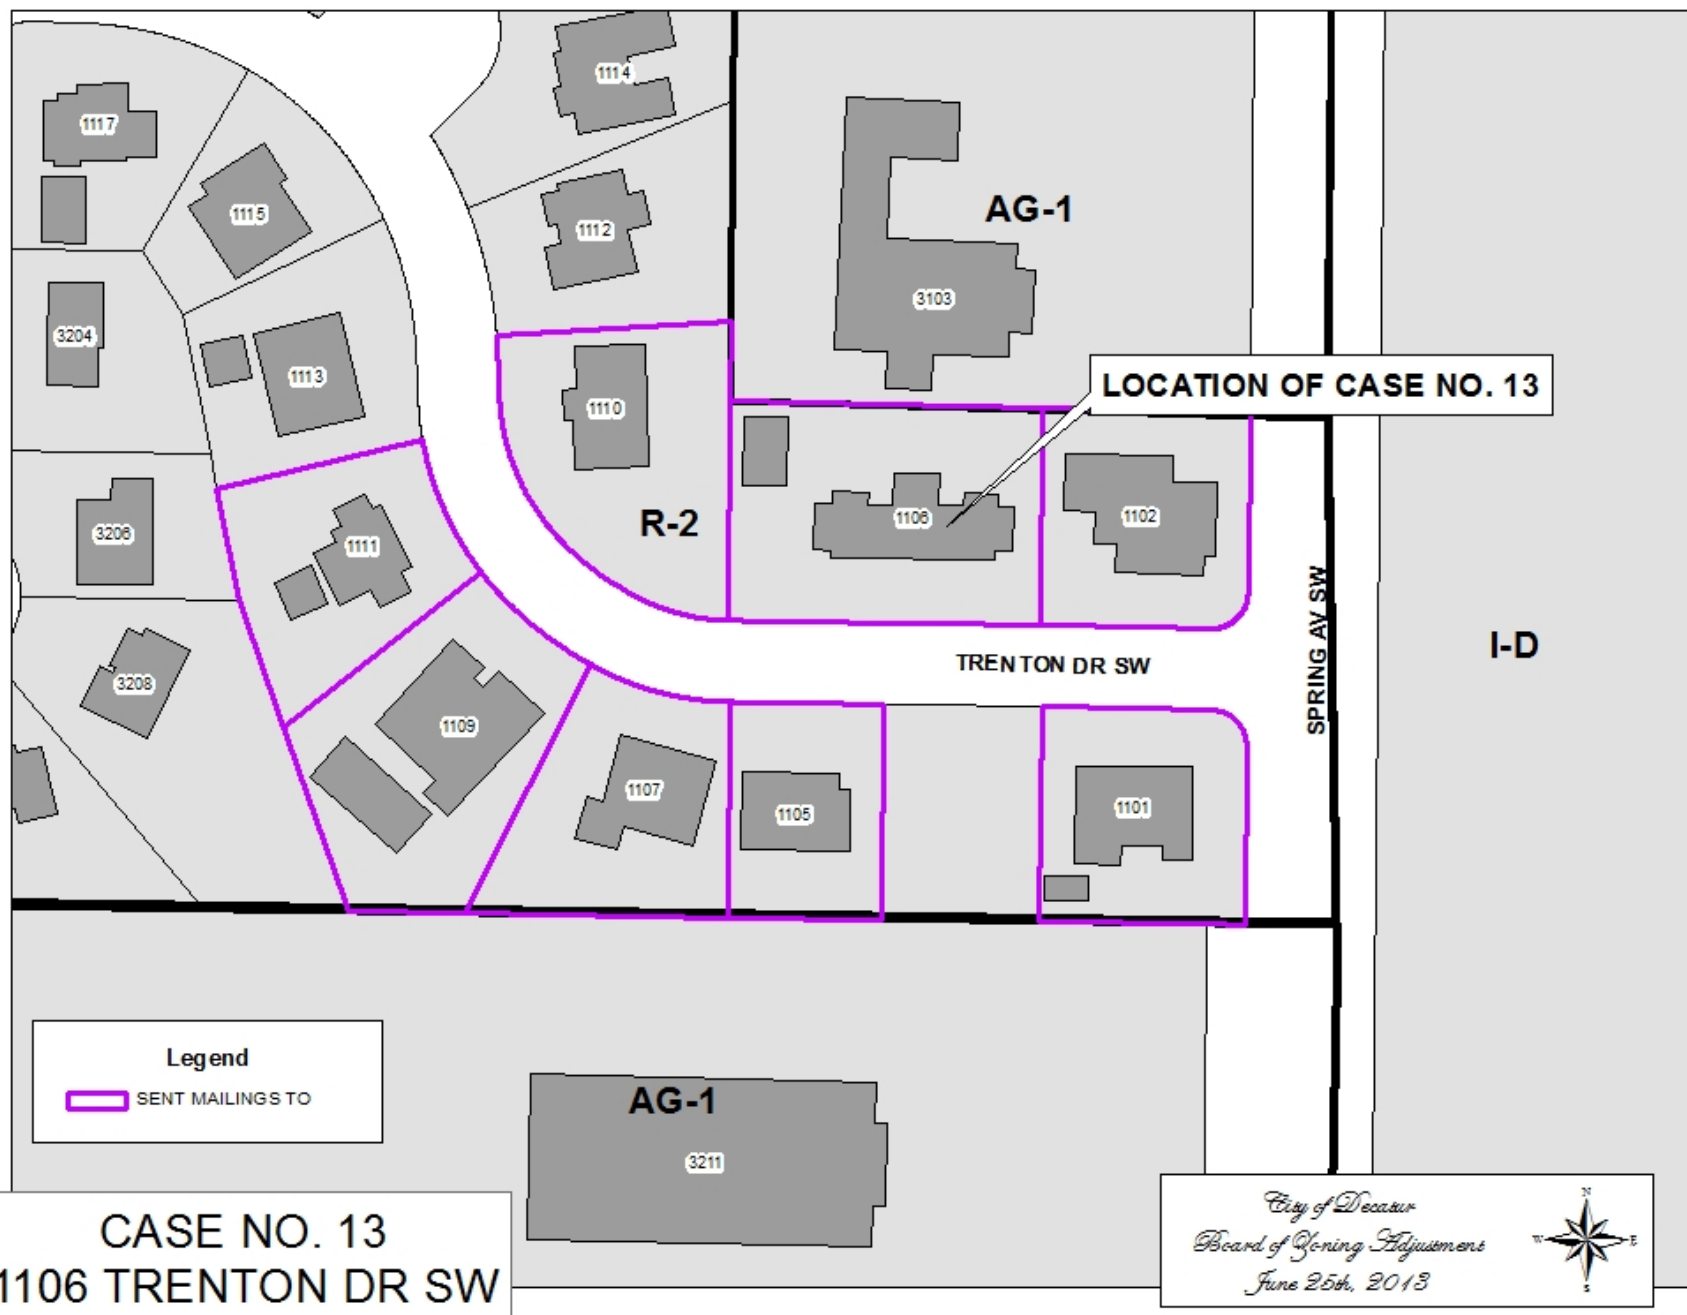 1114
1117
1115
1112
AG-1
3103
3204
1113
1110
LOCATION OF CASE NO. 13
R-2
1106
1102
3206
1111
SPRING AV SW
I-D
TRENTON DR SW
3208
1109
1107
1105
1101
Legend
SENT MAILINGS TO
AG-1
3211
CASE NO. 13
1106 TRENTON DR SW
City of Decatur
Board of Zoning Adjustment
June 25th, 2013
N
W
E
S